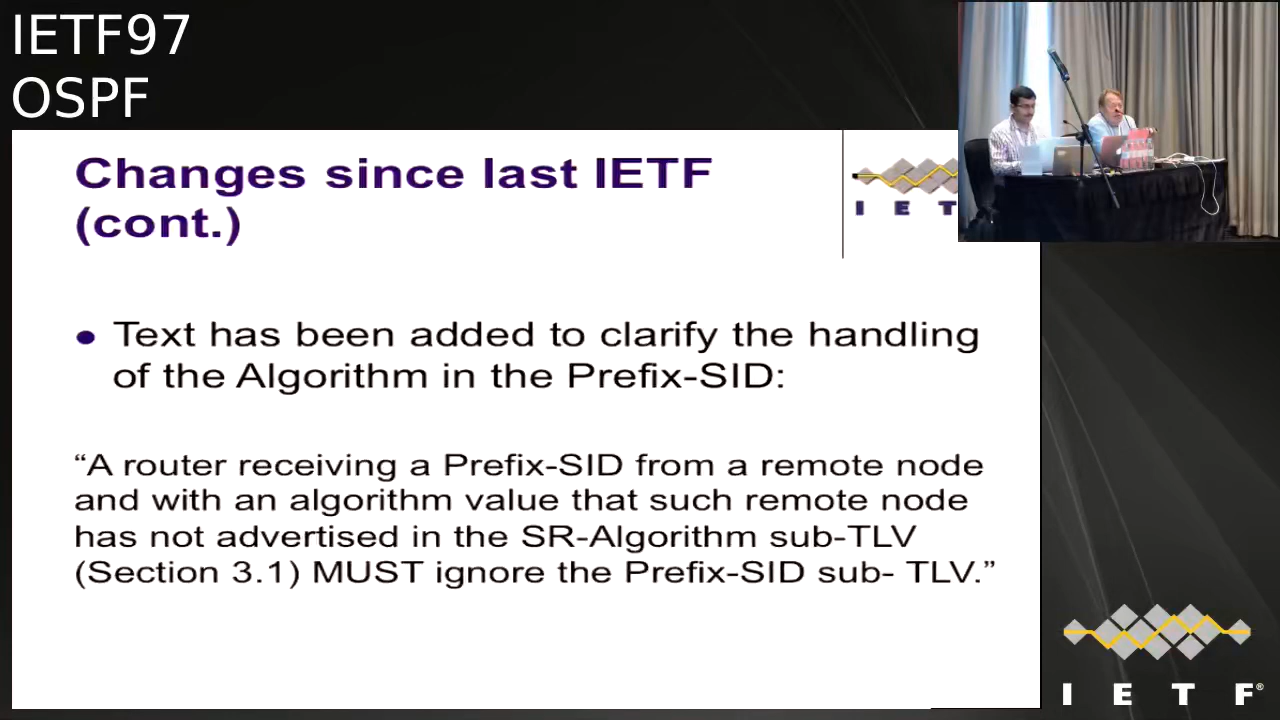 IETF97
OSPF
Changes since last IETF
(cont.)
I E T
• Text has been added to clarify the handling
of the Algorithm in the Prefix-SID:
“A router receiving a Prefix-SID from a remote node
and with an algorithm value that such remote node
has not advertised in the SR-Algorithm sub-TLV
(Section 3.1) MUST ignore the Prefix-SID sub- TLV.”
I E T F®